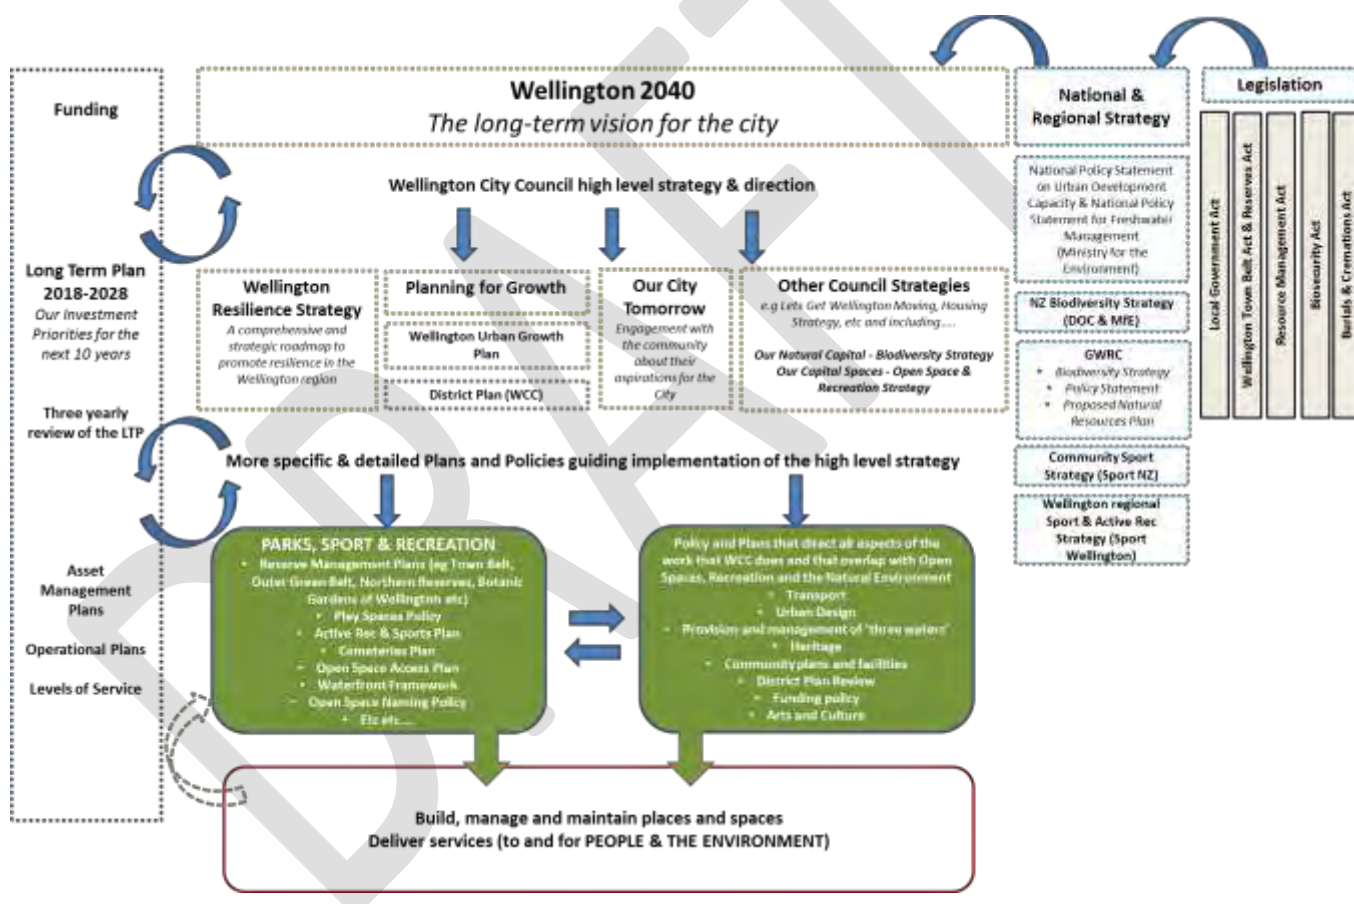 Funding
Long Term Plan
2018-2028
Our Investment
Priorities for the
next 10 years
Three yearly
review of the LTP
Asset
Management
Plans
Operational Plans
Levels of Service
Wellington 2040
The long-term vision for the city
Wellington City Council high level strategy & direction
Wellington
Resilience Strategy
A comprehensive and
strategic roadmap to
promote resilience in the
Wellington region
Planning for Growth
Wellington Urban Growth
Plan
District Plan (WCC)
Our City
Tomorrow
Engagement with
the community
about their
aspirations for the
City
Other Council Strategies
e.g Lets Get Wellington Moving, Housing
Strategy, etc and including....
Our Natural Capital - Biodiversity Strategy
Our Capital Spaces - Open Space &
Recreation Strategy
More specific & detailed Plans and Policies guiding implementation of the high level strategy
PARKS, SPORT & RECREATION
• Reserve Management Plans (eg Town Belt,
Outer Green Belt, Northern Reserves, Botanic
Gardens of Wellington etc)
• Play Spaces Policy
• Active Rec & Sports Plan
• Cemeteries Plan
• Open Space Access Plan
• Waterfront Framework
• Open Space Naming Policy
• Etc etc....
Policy and Plans that direct all aspects of the
work that WCC does and that overlap with Open
Spaces, Recreation and the Natural Environment
• Transport
• Urban Design
• Provision and management of 'three waters'
• Heritage
• Community plans and facilities
• District Plan Review
• Funding policy
• Arts and Culture
Build, manage and maintain places and spaces
Deliver services (to and for PEOPLE & THE ENVIRONMENT)
National &
Regional Strategy
National Policy Statement
on Urban Development
Capacity & National Policy
Statement for Freshwater
Management
(Ministry for the
Environment)
NZ Biodiversity Strategy
(DOC & MfE)
GWRC
• Biodiversity Strategy
• Policy Statement
• Proposed Natural
Resources Plan
Community Sport
Strategy (Sport NZ)
Wellington regional
Sport & Active Rec
Strategy (Sport
Wellington)
Legislation
Local Government Act
Wellington Town Belt Act & Reserves Act
Resource Management Act
Biosecurity Act
Burials & Cremations Act
DRAFT